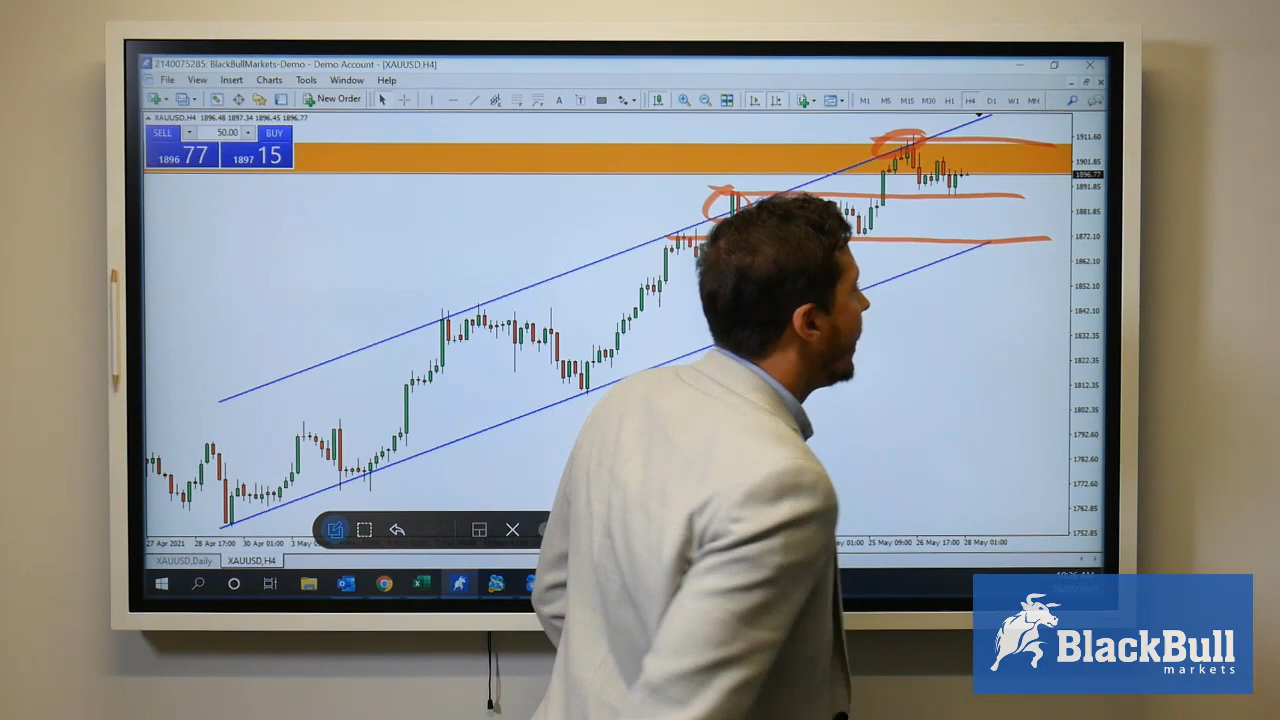 2140075285: BlackBullMarkets-Demo - Demo Account - [XAUUSD,H4]
File View Insert Charts Tools Window Help
New Order M1 M5 M15 M30 H1 H4 D1 W1 MN
XAUUSD,H4 1896.48 1897.34 1896.45 1896.77
SELL 50.00 BUY
1896 77 1897 15
1911.60
1901.85
1896.77
1891.85
1881.85
1872.10
1862.10
1852.10
1842.10
1832.35
1822.35
1812.35
1802.35
1792.60
1782.60
1772.60
1762.85
1752.85
27 Apr 2021 28 Apr 17:00 30 Apr 01:00 3 May 01:00 25 May 09:00 26 May 17:00 28 May 01:00
XAUUSD,Daily XAUUSD,H4
BlackBull
markets